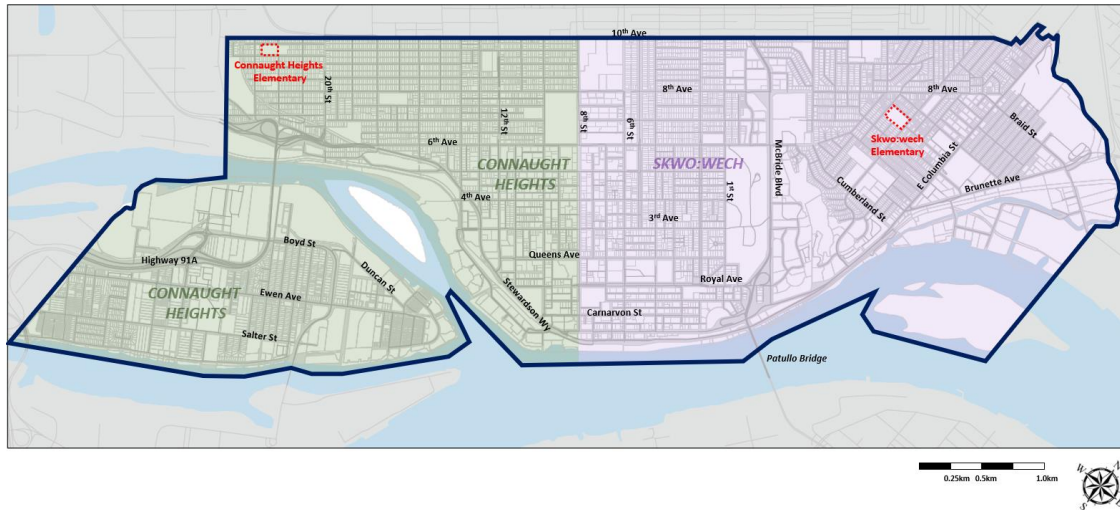 10th Ave
Connaught Heights
Elementary
20th St
12th St
8th St
6th St
8th Ave
8th Ave
Skwo:wech
Elementary
Braid St
E Columbia St
6th Ave
CONNAUGHT
HEIGHTS
SKWO:WECH
McBride Blvd
1st St
Cumberland St
Brunette Ave
4th Ave
3rd Ave
Boyd St
Highway 91A
Duncan St
Queens Ave
Royal Ave
CONNAUGHT
HEIGHTS
Ewen Ave
Stewardson Wy
Carnarvon St
Salter St
Patullo Bridge
0.25km 0.5km 1.0km
W N
S E